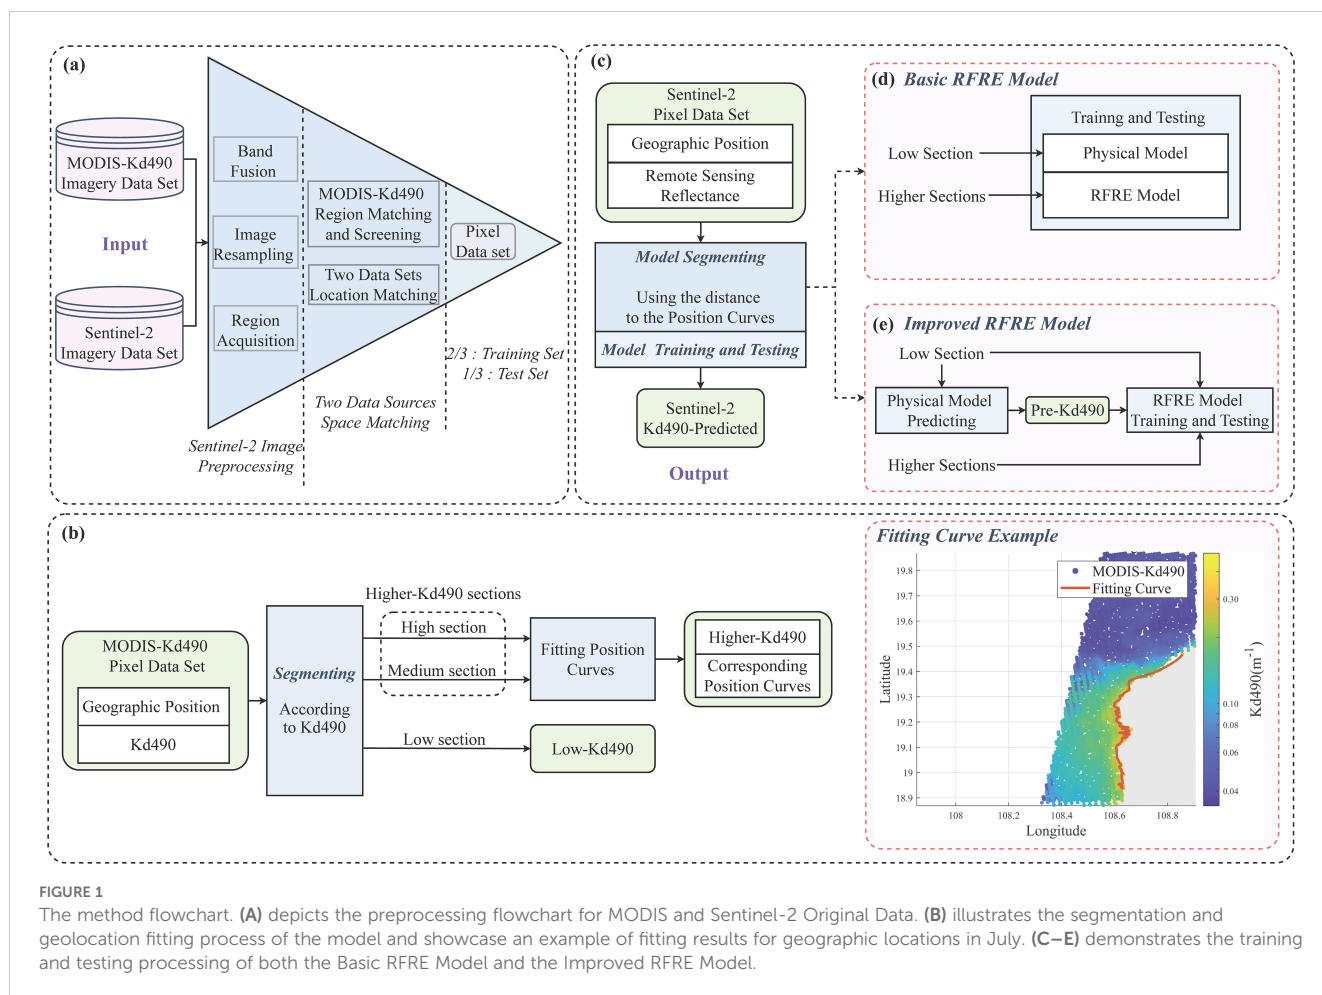 (a)
MODIS-Kd490
Imagery Data Set
Input
Sentinel-2
Imagery Data Set
Band
Fusion
Image
Resampling
Region
Acquisition
MODIS-Kd490
Region Matching
and Screening
Two Data Sets
Location Matching
Pixel
Data set
2/3 : Training Set
1/3 : Test Set
Two Data Sources
Space Matching
Sentinel-2 Image
Preprocessing
(c)
Sentinel-2
Pixel Data Set
Geographic Position
Remote Sensing
Reflectance
Model Segmenting
Using the distance
to the Position Curves
Model Training and Testing
Sentinel-2
Kd490-Predicted
Output
(d) Basic RFRE Model
Trainng and Testing
Low Section
Physical Model
Higher Sections
RFRE Model
(e) Improved RFRE Model
Low Section
Physical Model
Predicting
Pre-Kd490
RFRE Model
Training and Testing
Higher Sections
(b)
MODIS-Kd490
Pixel Data Set
Geographic Position
Kd490
Segmenting
According
to Kd490
Higher-Kd490 sections
High section
Medium section
Low section
Fitting Position
Curves
Low-Kd490
Higher-Kd490
Corresponding
Position Curves
Fitting Curve Example
MODIS-Kd490
Fitting Curve
Latitude
19.8
19.7
19.6
19.5
19.4
19.3
19.2
19.1
19
18.9
108
108.2
108.4
108.6
108.8
Longitude
0.30
0.10
0.08
0.06
0.04
Kd490(m⁻¹)
FIGURE 1
The method flowchart. (A) depicts the preprocessing flowchart for MODIS and Sentinel-2 Original Data. (B) illustrates the segmentation and
geolocation fitting process of the model and showcase an example of fitting results for geographic locations in July. (C–E) demonstrates the training
and testing processing of both the Basic RFRE Model and the Improved RFRE Model.